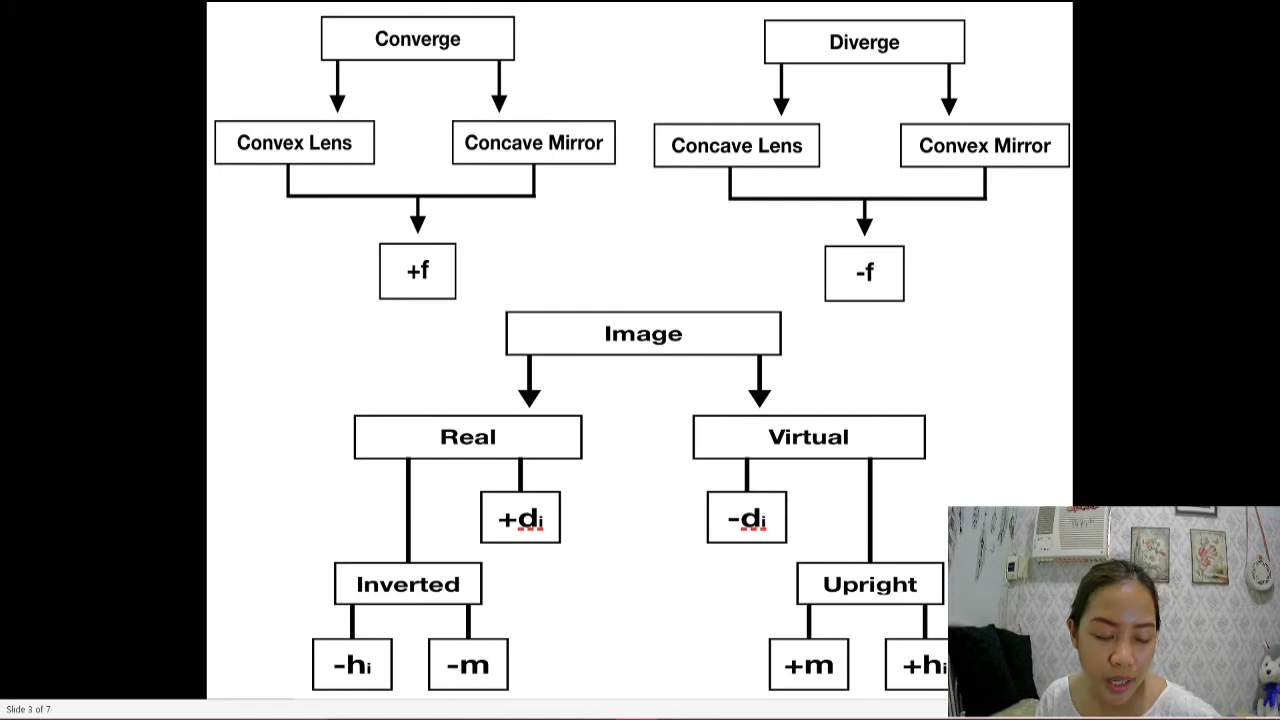 Converge
Diverge
Convex Lens
Concave Mirror
Concave Lens
Convex Mirror
+f
-f
Image
Real
Virtual
+di
-di
Inverted
Upright
-hi
-m
+m
+hi
Slide 3 of 7